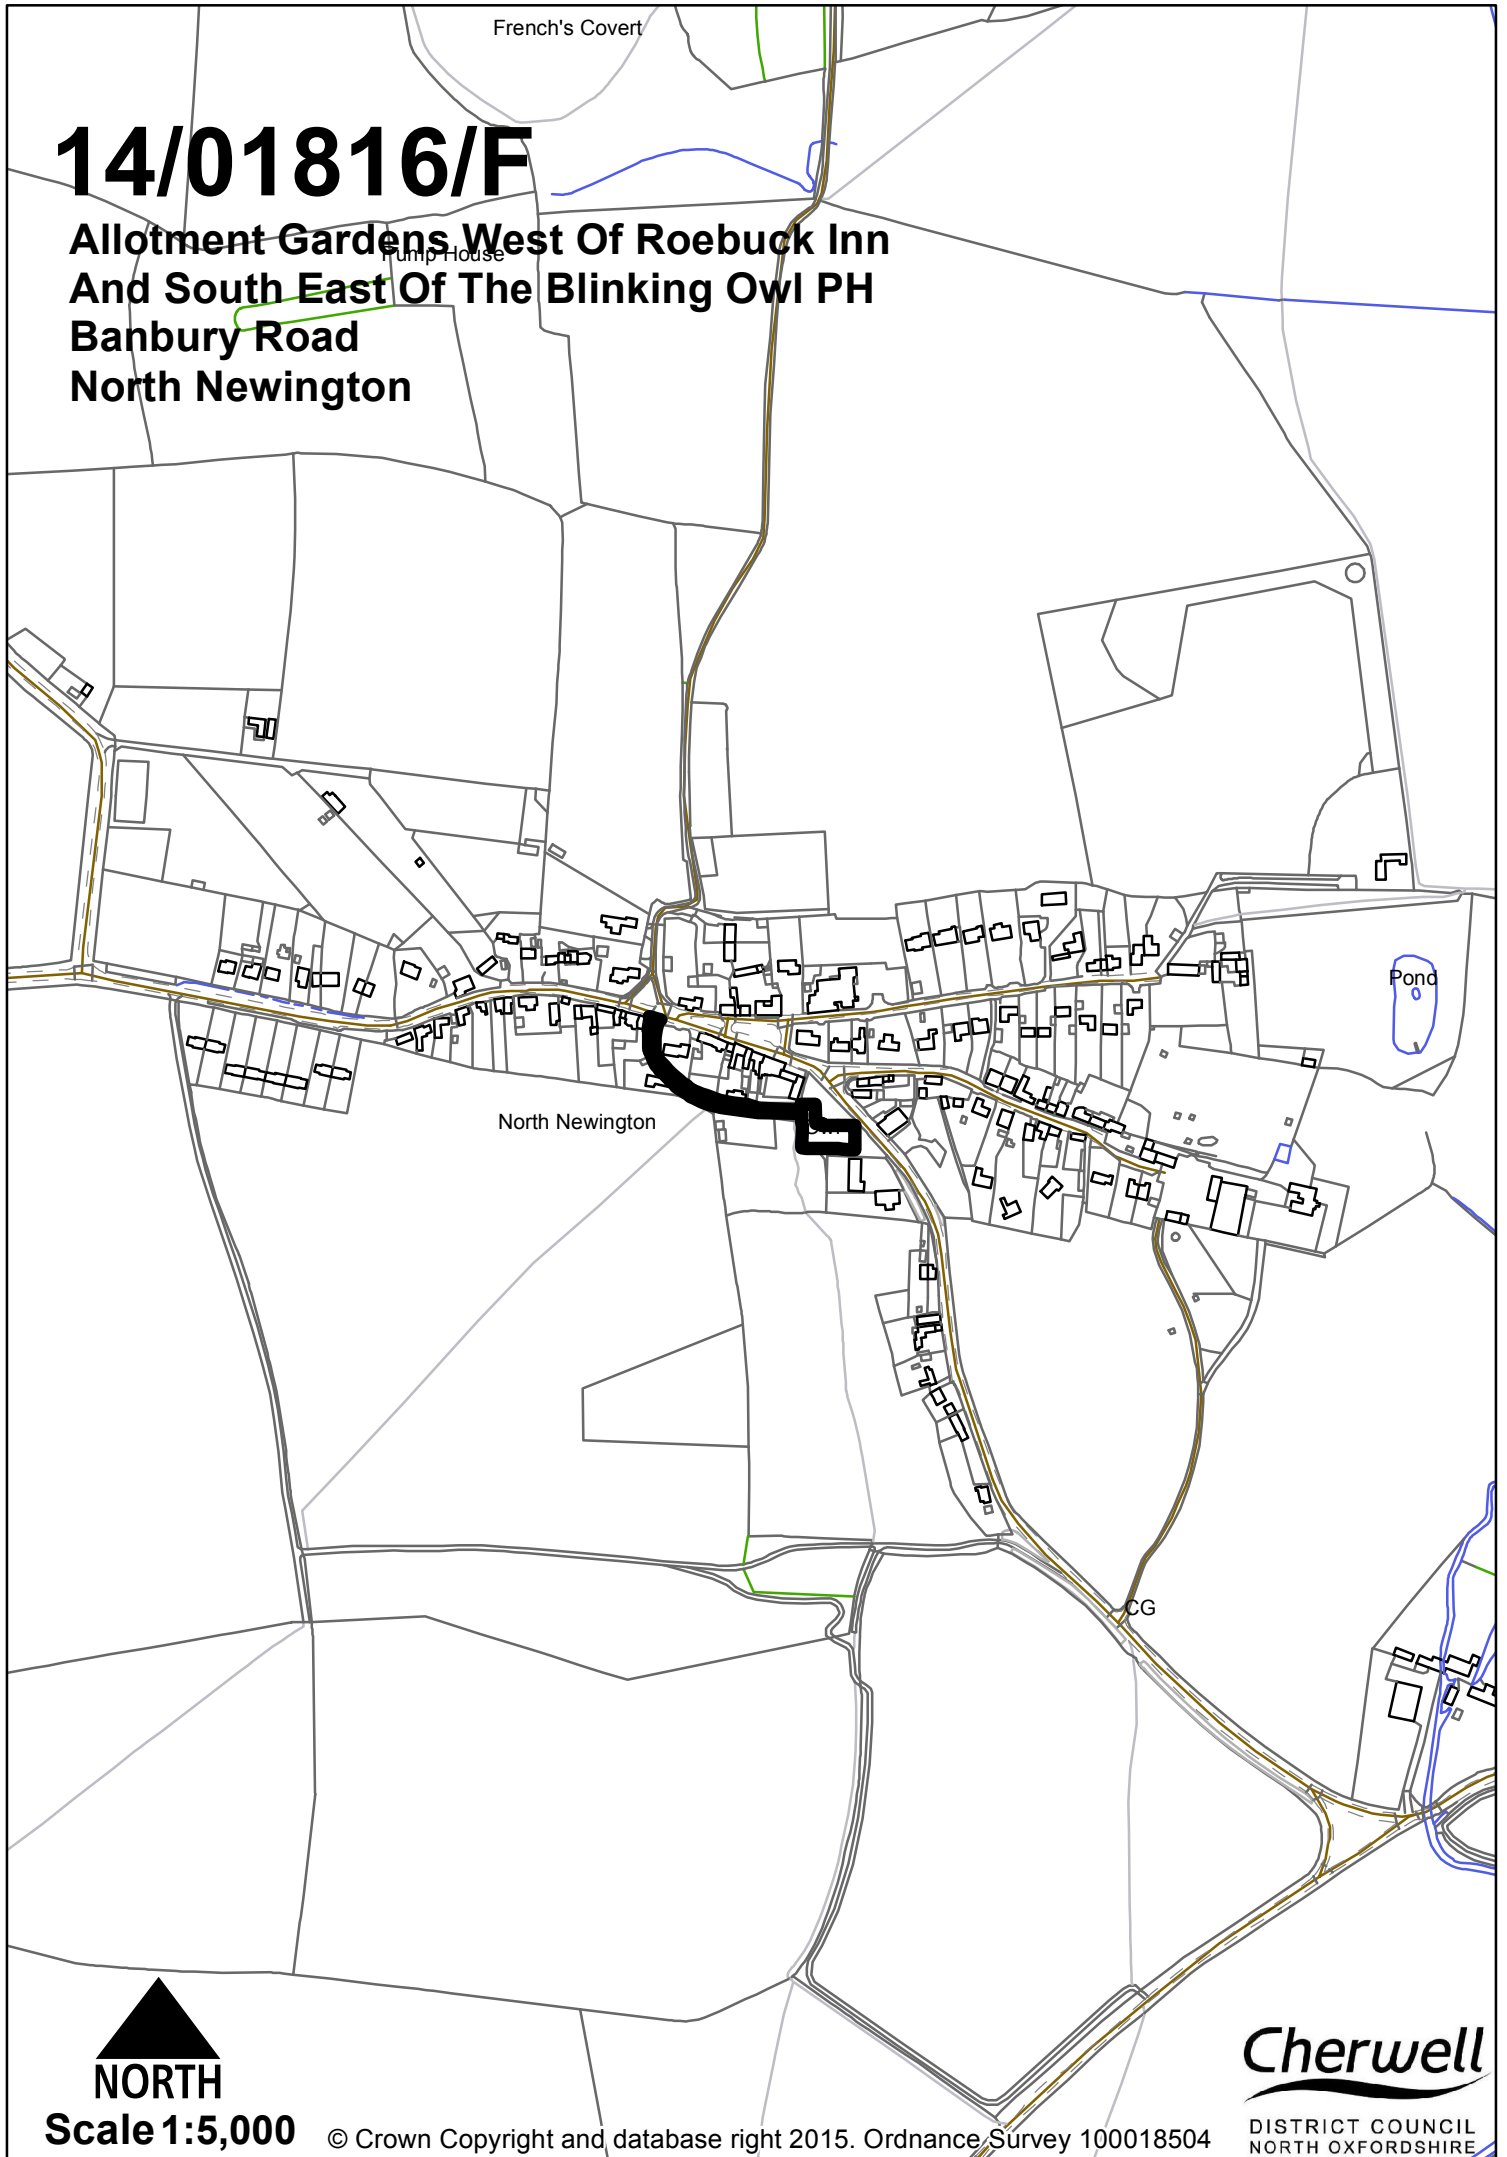 French's Covert
14/01816/F
Allotment Gardens West Of Roebuck Inn
Pump House
And South East Of The Blinking Owl PH
Banbury Road
North Newington
Pond
North Newington
CG
NORTH
Scale 1:5,000
© Crown Copyright and database right 2015. Ordnance Survey 100018504
Cherwell
DISTRICT COUNCIL
NORTH OXFORDSHIRE